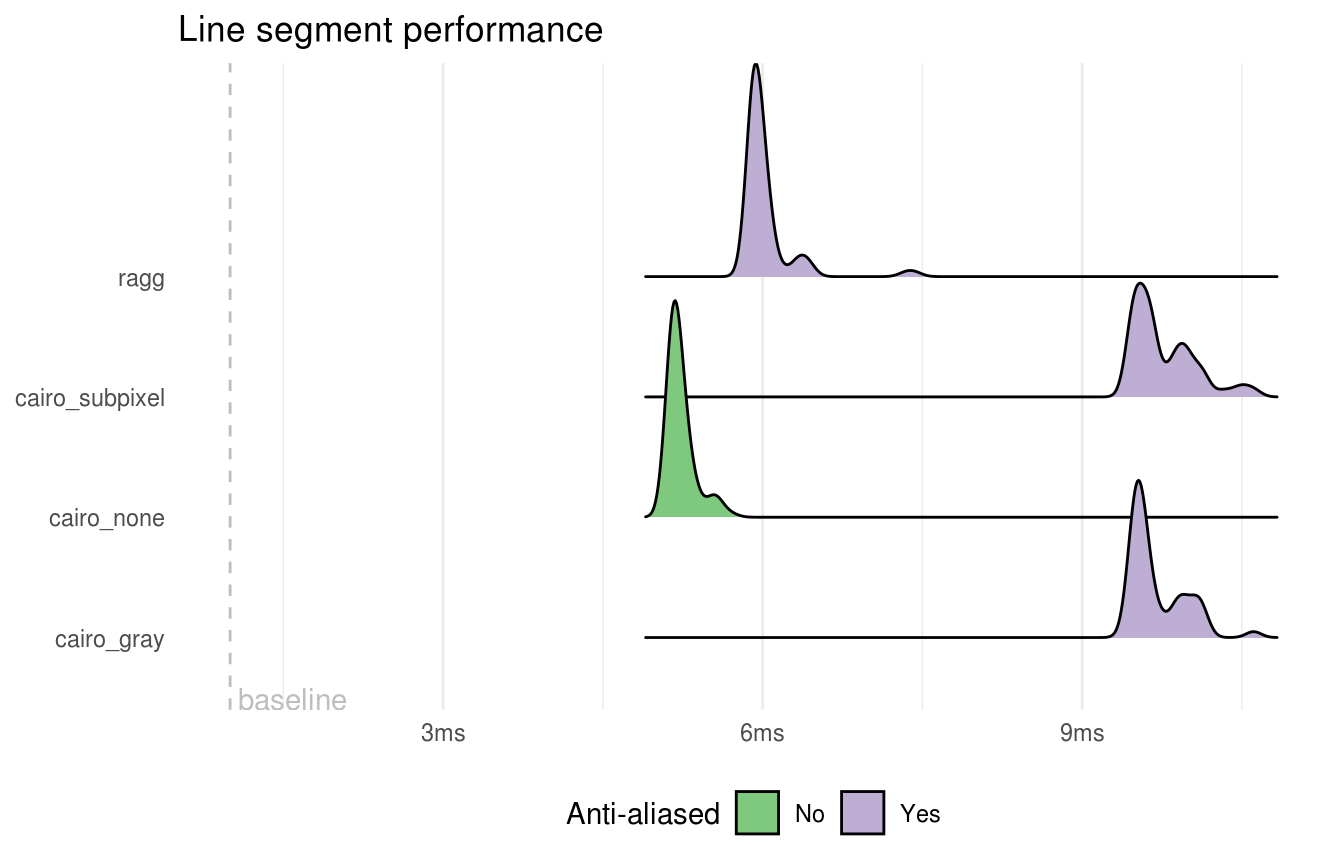 Line segment performance
ragg
cairo_subpixel
cairo_none
cairo_gray
baseline
3ms 6ms 9ms
Anti-aliased No Yes